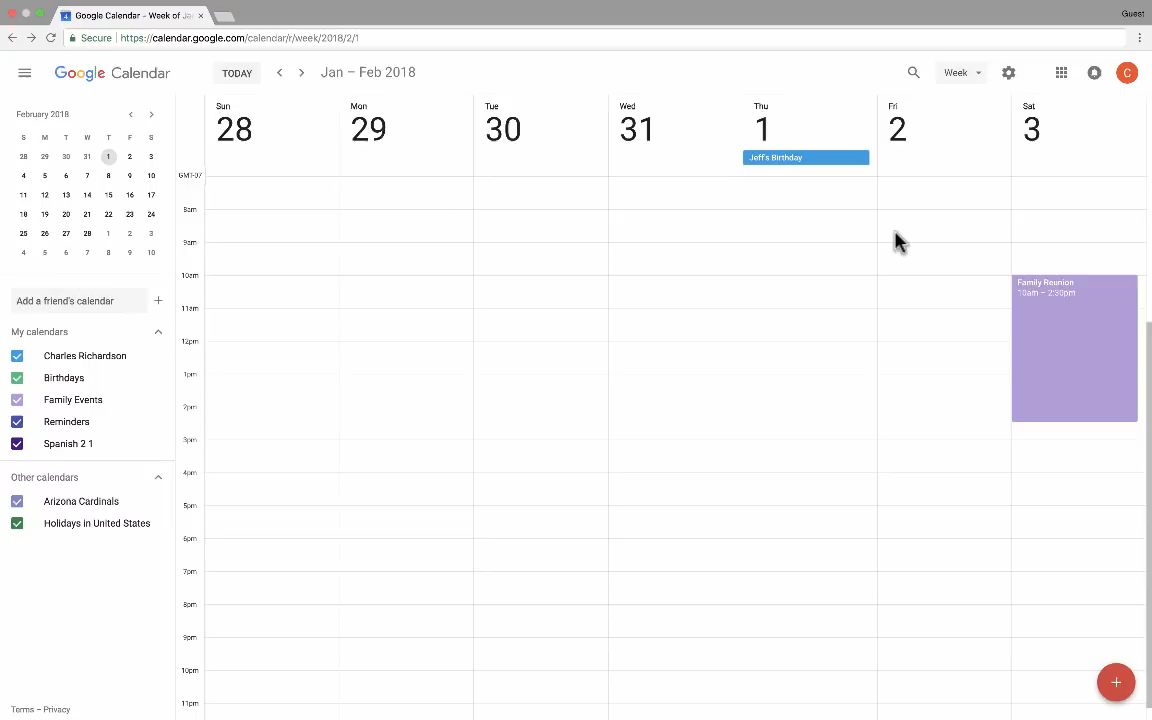 Google Calendar - Week of Ja
Guest
Secure
https://calendar.google.com/calendar/r/week/2018/2/1
Google Calendar
TODAY
Jan – Feb 2018
Week
C
February 2018
S M T W T F S
28 29 30 31 1 2 3
4 5 6 7 8 9 10
11 12 13 14 15 16 17
18 19 20 21 22 23 24
25 26 27 28 1 2 3
4 5 6 7 8 9 10
Add a friend's calendar
My calendars
Charles Richardson
Birthdays
Family Events
Reminders
Spanish 2 1
Other calendars
Arizona Cardinals
Holidays in United States
Terms – Privacy
Sun Mon Tue Wed Thu Fri Sat
28 29 30 31 1 2 3
Jeff's Birthday
GMT-07
8am
9am
10am
Family Reunion
10am – 2:30pm
11am
12pm
1pm
2pm
3pm
4pm
5pm
6pm
7pm
8pm
9pm
10pm
11pm